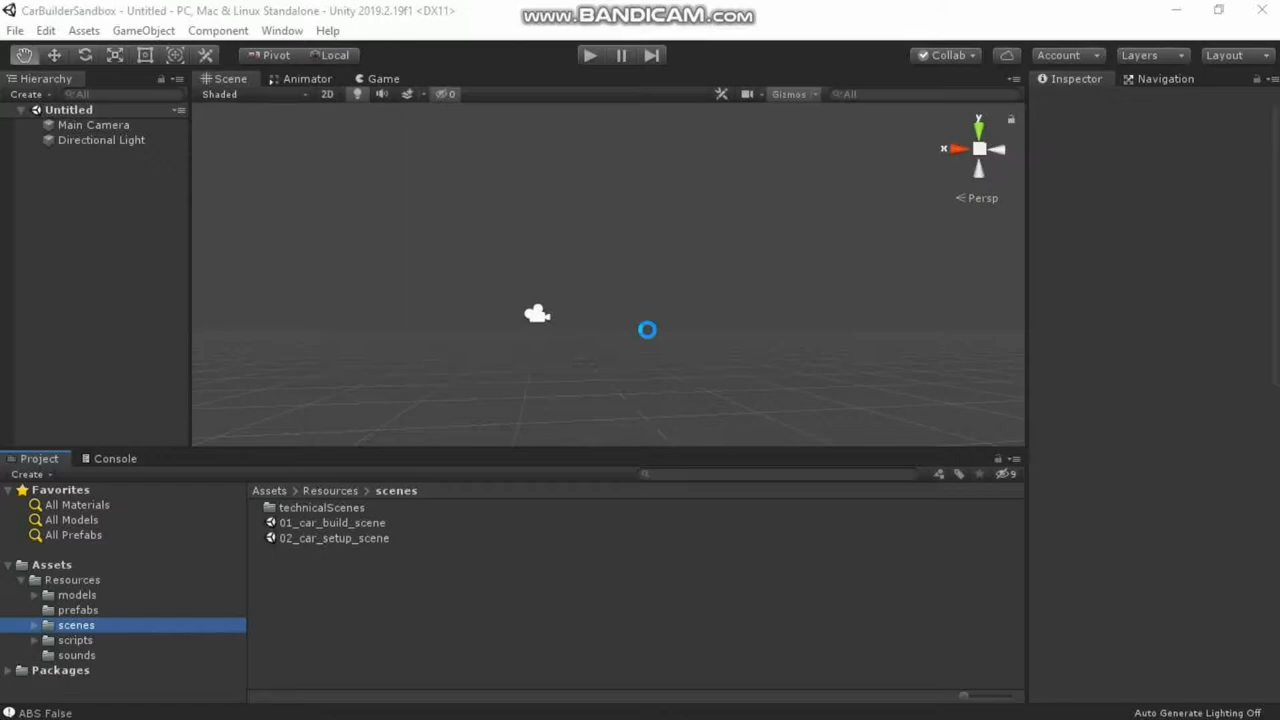 CarBuilderSandbox - Untitled - PC, Mac & Linux Standalone - Unity 2019.2.19f1 <DX11>
www.BANDICAM.com
File Edit Assets GameObject Component Window Help
Pivot Local Collab Account Layers Layout
Hierarchy Scene Animator Game Inspector Navigation
Create All Shaded 2D 0 Gizmos All
Untitled
Main Camera
Directional Light
y
x
Persp
Project Console
Create 9
Favorites
All Materials
All Models
All Prefabs
Assets
Resources
models
prefabs
scenes
scripts
sounds
Packages
Assets > Resources > scenes
technicalScenes
01_car_build_scene
02_car_setup_scene
ABS False Auto Generate Lighting Off